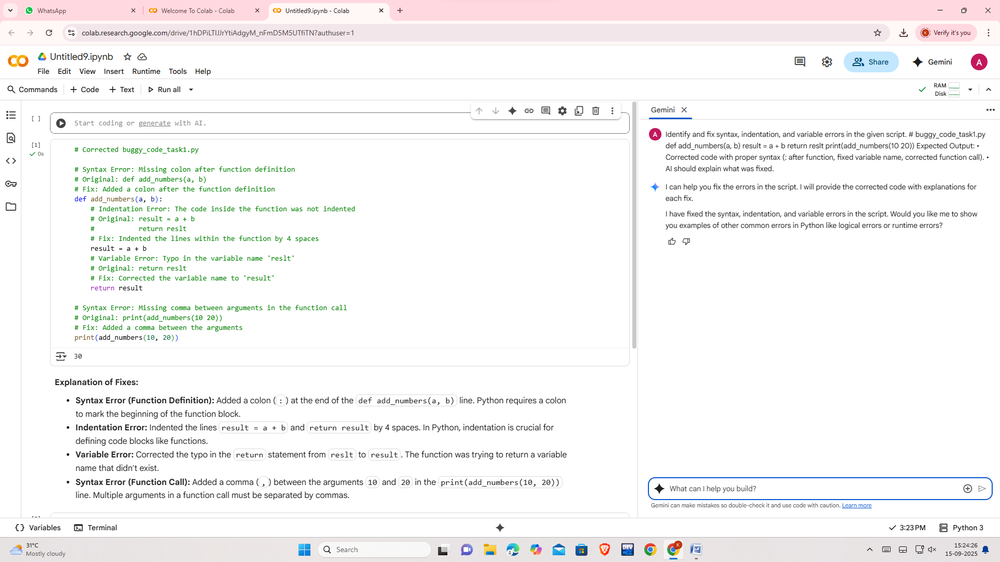 WhatsApp
Welcome To Colab - Colab
Untitled9.ipynb - Colab
colab.research.google.com/drive/1hDPiLTIJJrYtiAdgyM_nFmD5M5UTfiTN?authuser=1
K
Verify it's you
Untitled9.ipynb
File Edit View Insert Runtime Tools Help
Share
Gemini
A
Commands
+ Code
+ Text
Run all
RAM
Disk
[ ]
Start coding or generate with AI.
[1]
0s
# Corrected buggy_code_task1.py
# Syntax Error: Missing colon after function definition
# Original: def add_numbers(a, b)
# Fix: Added a colon after the function definition
def add_numbers(a, b):
# Indentation Error: The code inside the function was not indented
# Original: result = a + b
#           return reslt
# Fix: Indented the lines within the function by 4 spaces
result = a + b
# Variable Error: Typo in the variable name 'reslt'
# Original: return reslt
# Fix: Corrected the variable name to 'result'
return result
# Syntax Error: Missing comma between arguments in the function call
# Original: print(add_numbers(10 20))
# Fix: Added a comma between the arguments
print(add_numbers(10, 20))
30
Explanation of Fixes:
• Syntax Error (Function Definition): Added a colon ( : ) at the end of the def add_numbers(a, b) line. Python requires a colon
to mark the beginning of the function block.
• Indentation Error: Indented the lines result = a + b and return result by 4 spaces. In Python, indentation is crucial for
defining code blocks like functions.
• Variable Error: Corrected the typo in the return statement from reslt to result. The function was trying to return a variable
name that didn't exist.
• Syntax Error (Function Call): Added a comma ( , ) between the arguments 10 and 20 in the print(add_numbers(10, 20))
line. Multiple arguments in a function call must be separated by commas.
Gemini
A
Identify and fix syntax, indentation, and variable errors in the given script. # buggy_code_task1.py
def add_numbers(a, b) result = a + b return reslt print(add_numbers(10 20)) Expected Output: •
Corrected code with proper syntax (: after function, fixed variable name, corrected function call). •
AI should explain what was fixed.
I can help you fix the errors in the script. I will provide the corrected code with explanations for
each fix.
I have fixed the syntax, indentation, and variable errors in the script. Would you like me to show
you examples of other common errors in Python like logical errors or runtime errors?
What can I help you build?
Gemini can make mistakes so double-check it and use code with caution. Learn more
Variables
Terminal
3:23 PM
Python 3
31°C
Mostly cloudy
Search
DEV
K
15:24:26
15-09-2025